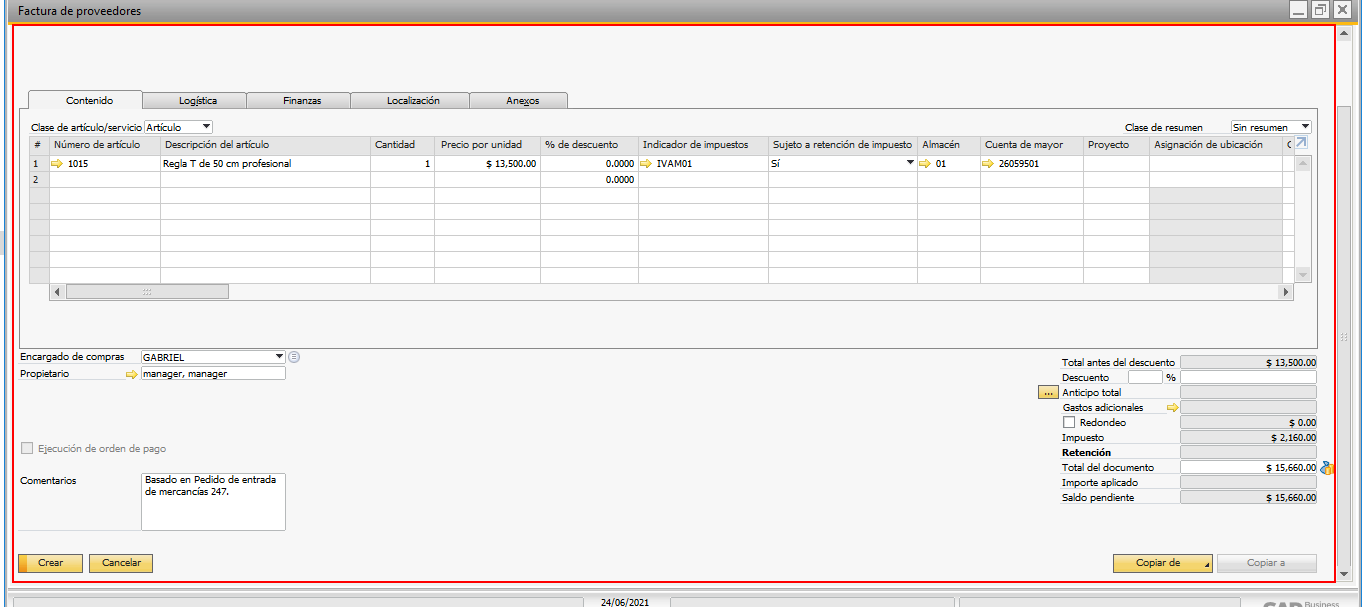 Factura de proveedores
Contenido Logística Finanzas Localización Anexos
Clase de artículo/servicio Artículo Clase de resumen Sin resumen
# Número de artículo Descripción del artículo Cantidad Precio por unidad % de descuento Indicador de impuestos Sujeto a retención de impuesto Almacén Cuenta de mayor Proyecto Asignación de ubicación
1 1015 Regla T de 50 cm profesional 1 $ 13,500.00 0.0000 IVAM01 Sí 01 26059501
2 0.0000
Encargado de compras GABRIEL
Propietario manager, manager
Total antes del descuento $ 13,500.00
Descuento %
... Anticipo total
Gastos adicionales
Redondeo $ 0.00
Impuesto $ 2,160.00
Retención
Total del documento $ 15,660.00
Importe aplicado
Saldo pendiente $ 15,660.00
Ejecución de orden de pago
Comentarios Basado en Pedido de entrada
de mercancías 247.
Crear Cancelar Copiar de Copiar a
24/06/2021
SAP Business